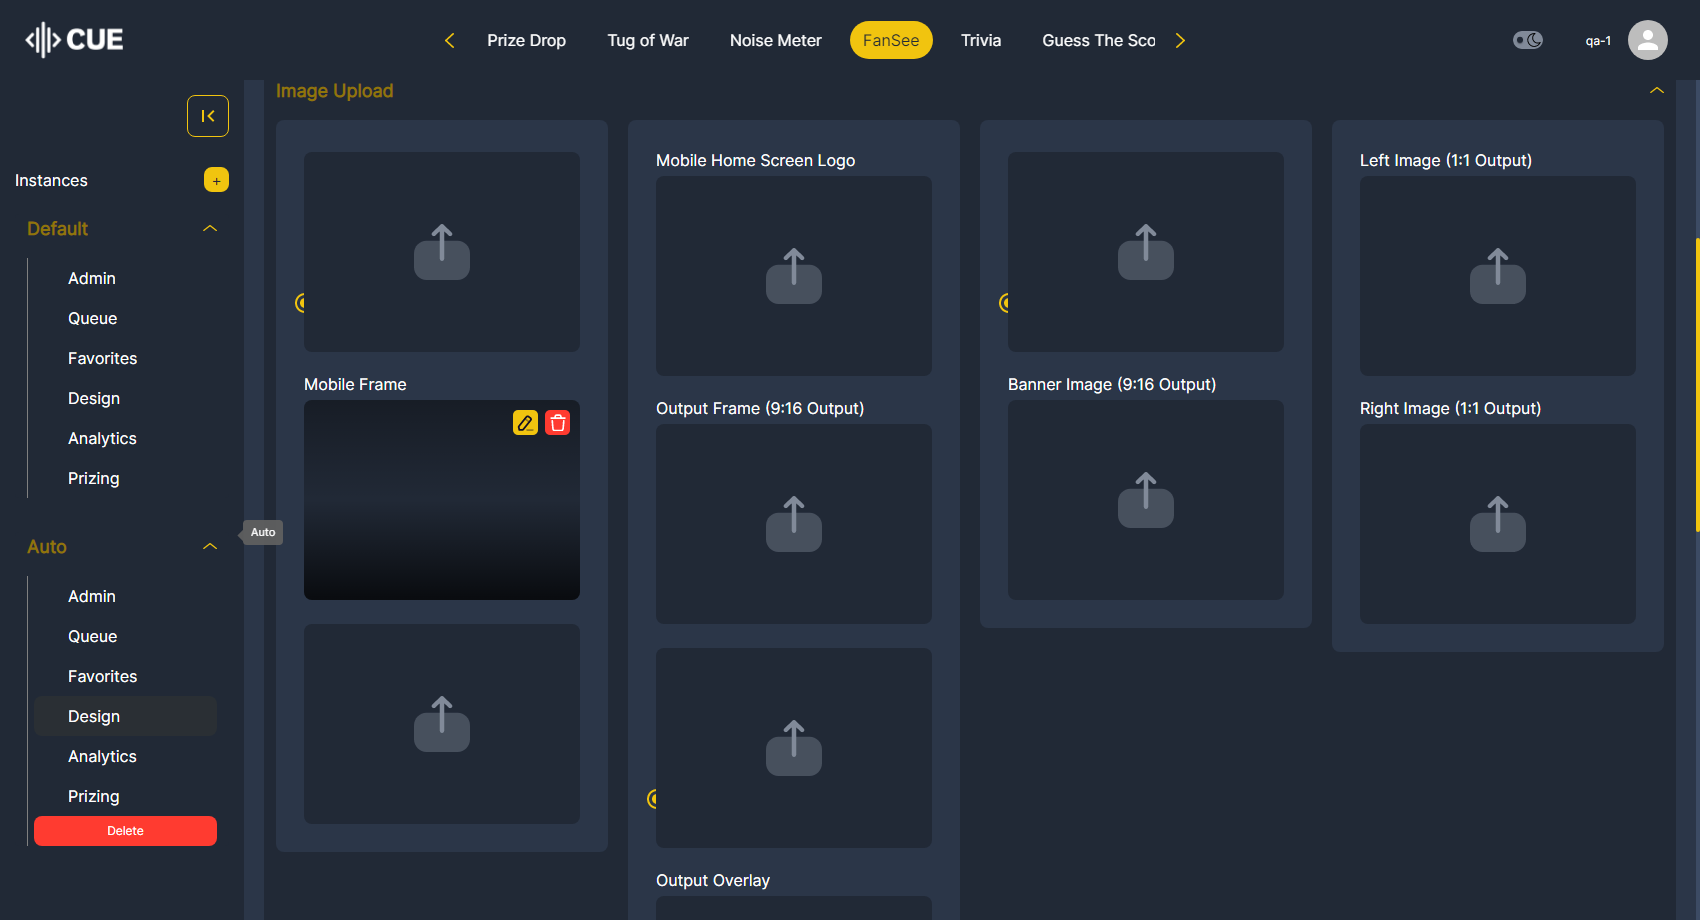 CUE
Prize Drop
Tug of War
Noise Meter
FanSee
Trivia
Guess The Sco
qa-1
Instances
+
Default
Admin
Queue
Favorites
Design
Analytics
Prizing
Auto
Auto
Admin
Queue
Favorites
Design
Analytics
Prizing
Delete
Image Upload
Mobile Frame
Mobile Home Screen Logo
Output Frame (9:16 Output)
Output Overlay
Banner Image (9:16 Output)
Left Image (1:1 Output)
Right Image (1:1 Output)